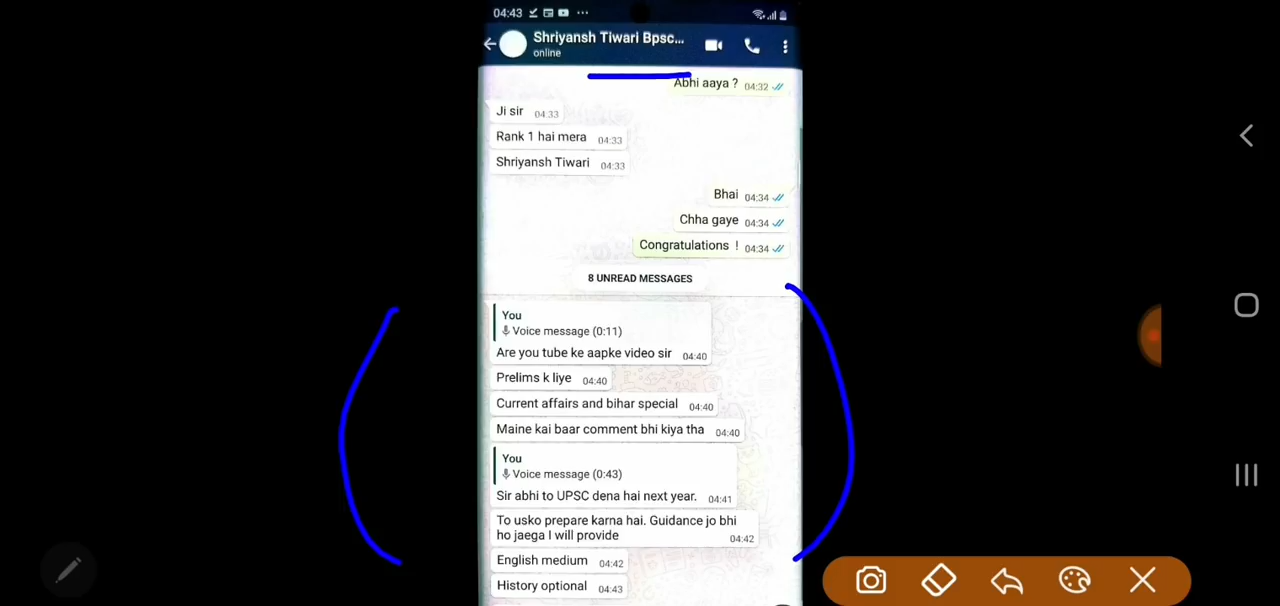 04:43
Shriyansh Tiwari Bpsc...
online
Abhi aaya ? 04:32
Ji sir 04:33
Rank 1 hai mera 04:33
Shriyansh Tiwari 04:33
Bhai 04:34
Chha gaye 04:34
Congratulations ! 04:34
8 UNREAD MESSAGES
You
Voice message (0:11)
Are you tube ke aapke video sir 04:40
Prelims k liye 04:40
Current affairs and bihar special 04:40
Maine kai baar comment bhi kiya tha 04:40
You
Voice message (0:43)
Sir abhi to UPSC dena hai next year. 04:41
To usko prepare karna hai. Guidance jo bhi
ho jaega I will provide 04:42
English medium 04:42
History optional 04:43